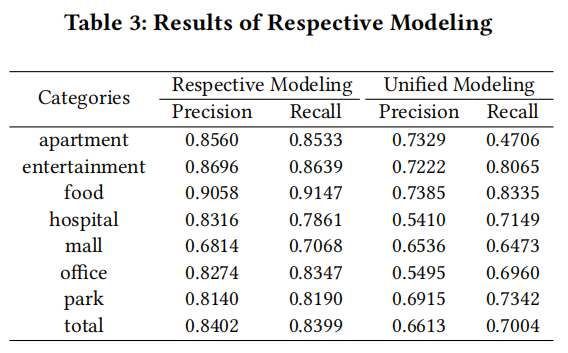 Table 3: Results of Respective Modeling
Categories Respective Modeling Unified Modeling
Precision Recall Precision Recall
apartment 0.8560 0.8533 0.7329 0.4706
entertainment 0.8696 0.8639 0.7222 0.8065
food 0.9058 0.9147 0.7385 0.8335
hospital 0.8316 0.7861 0.5410 0.7149
mall 0.6814 0.7068 0.6536 0.6473
office 0.8274 0.8347 0.5495 0.6960
park 0.8140 0.8190 0.6915 0.7342
total 0.8402 0.8399 0.6613 0.7004